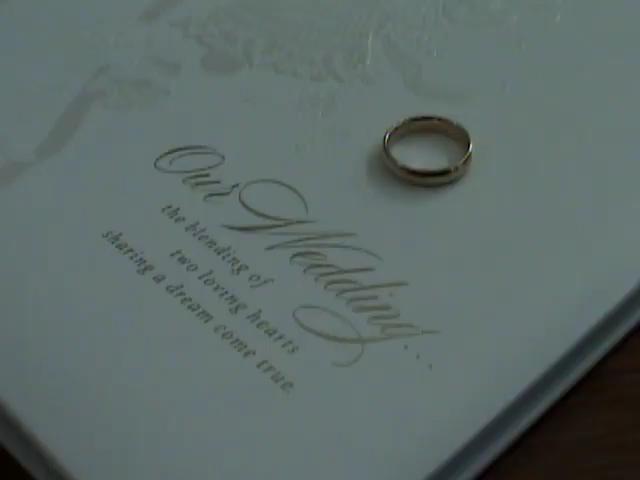 Our Wedding...
the blending of
two loving hearts
sharing a dream come true.